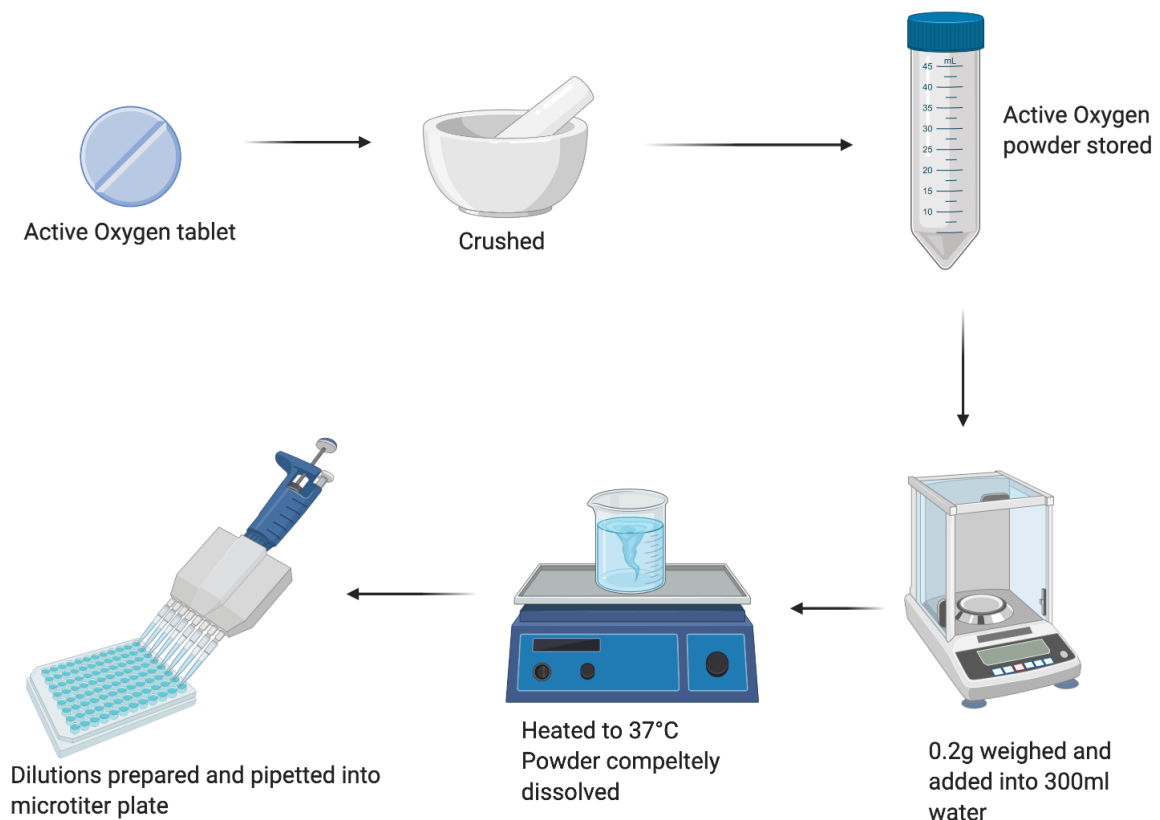 Active Oxygen tablet
Crushed
mL
45
40
35
30
25
20
15
10
Active Oxygen
powder stored
0.2g weighed and
added into 300ml
water
Heated to 37°C
Powder compeltely
dissolved
Dilutions prepared and pipetted into
microtiter plate